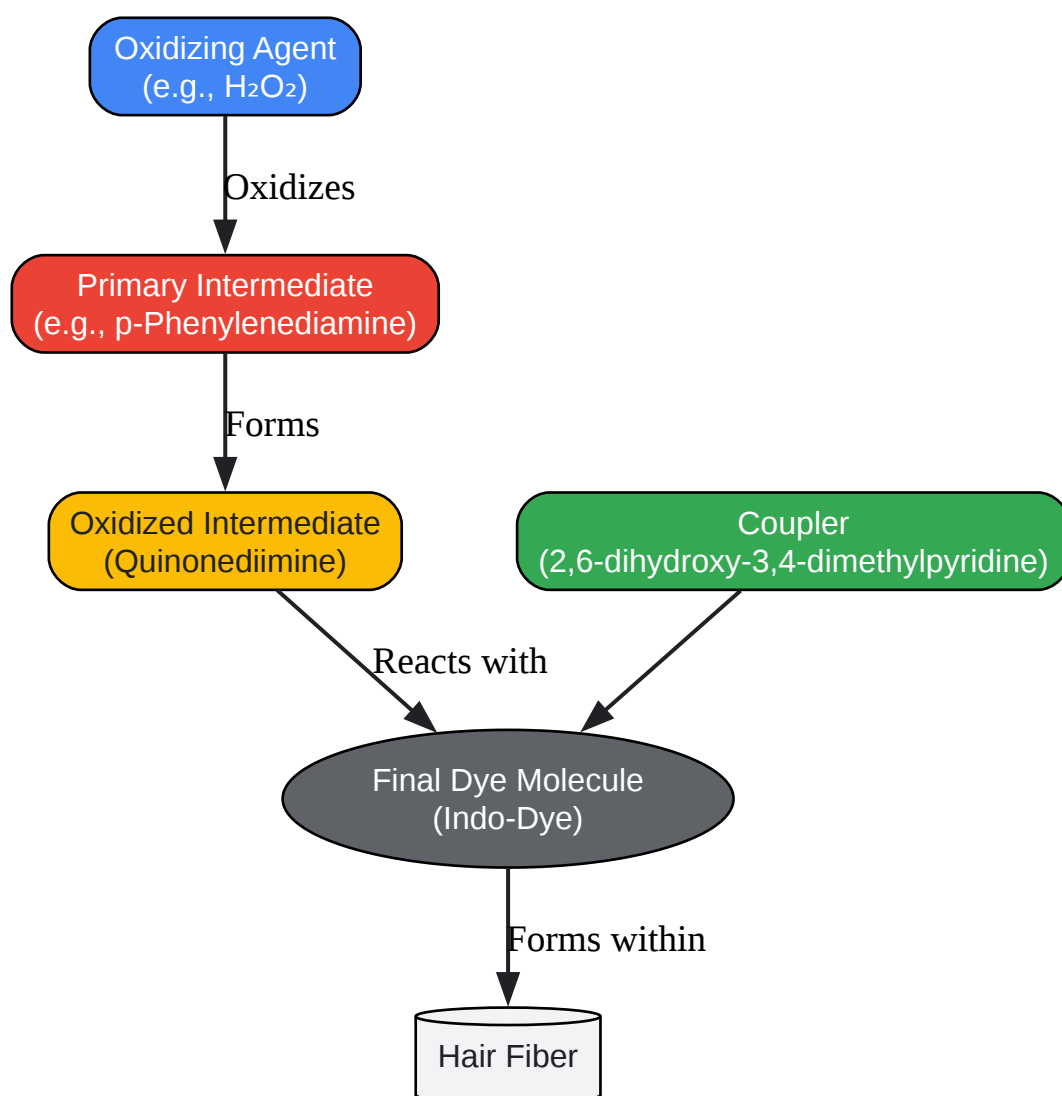 Oxidizing Agent
(e.g., H₂O₂)
Oxidizes
Primary Intermediate
(e.g., p-Phenylenediamine)
Forms
Oxidized Intermediate
(Quinonediimine)
Coupler
(2,6-dihydroxy-3,4-dimethylpyridine)
Reacts with
Final Dye Molecule
(Indo-Dye)
Forms within
Hair Fiber